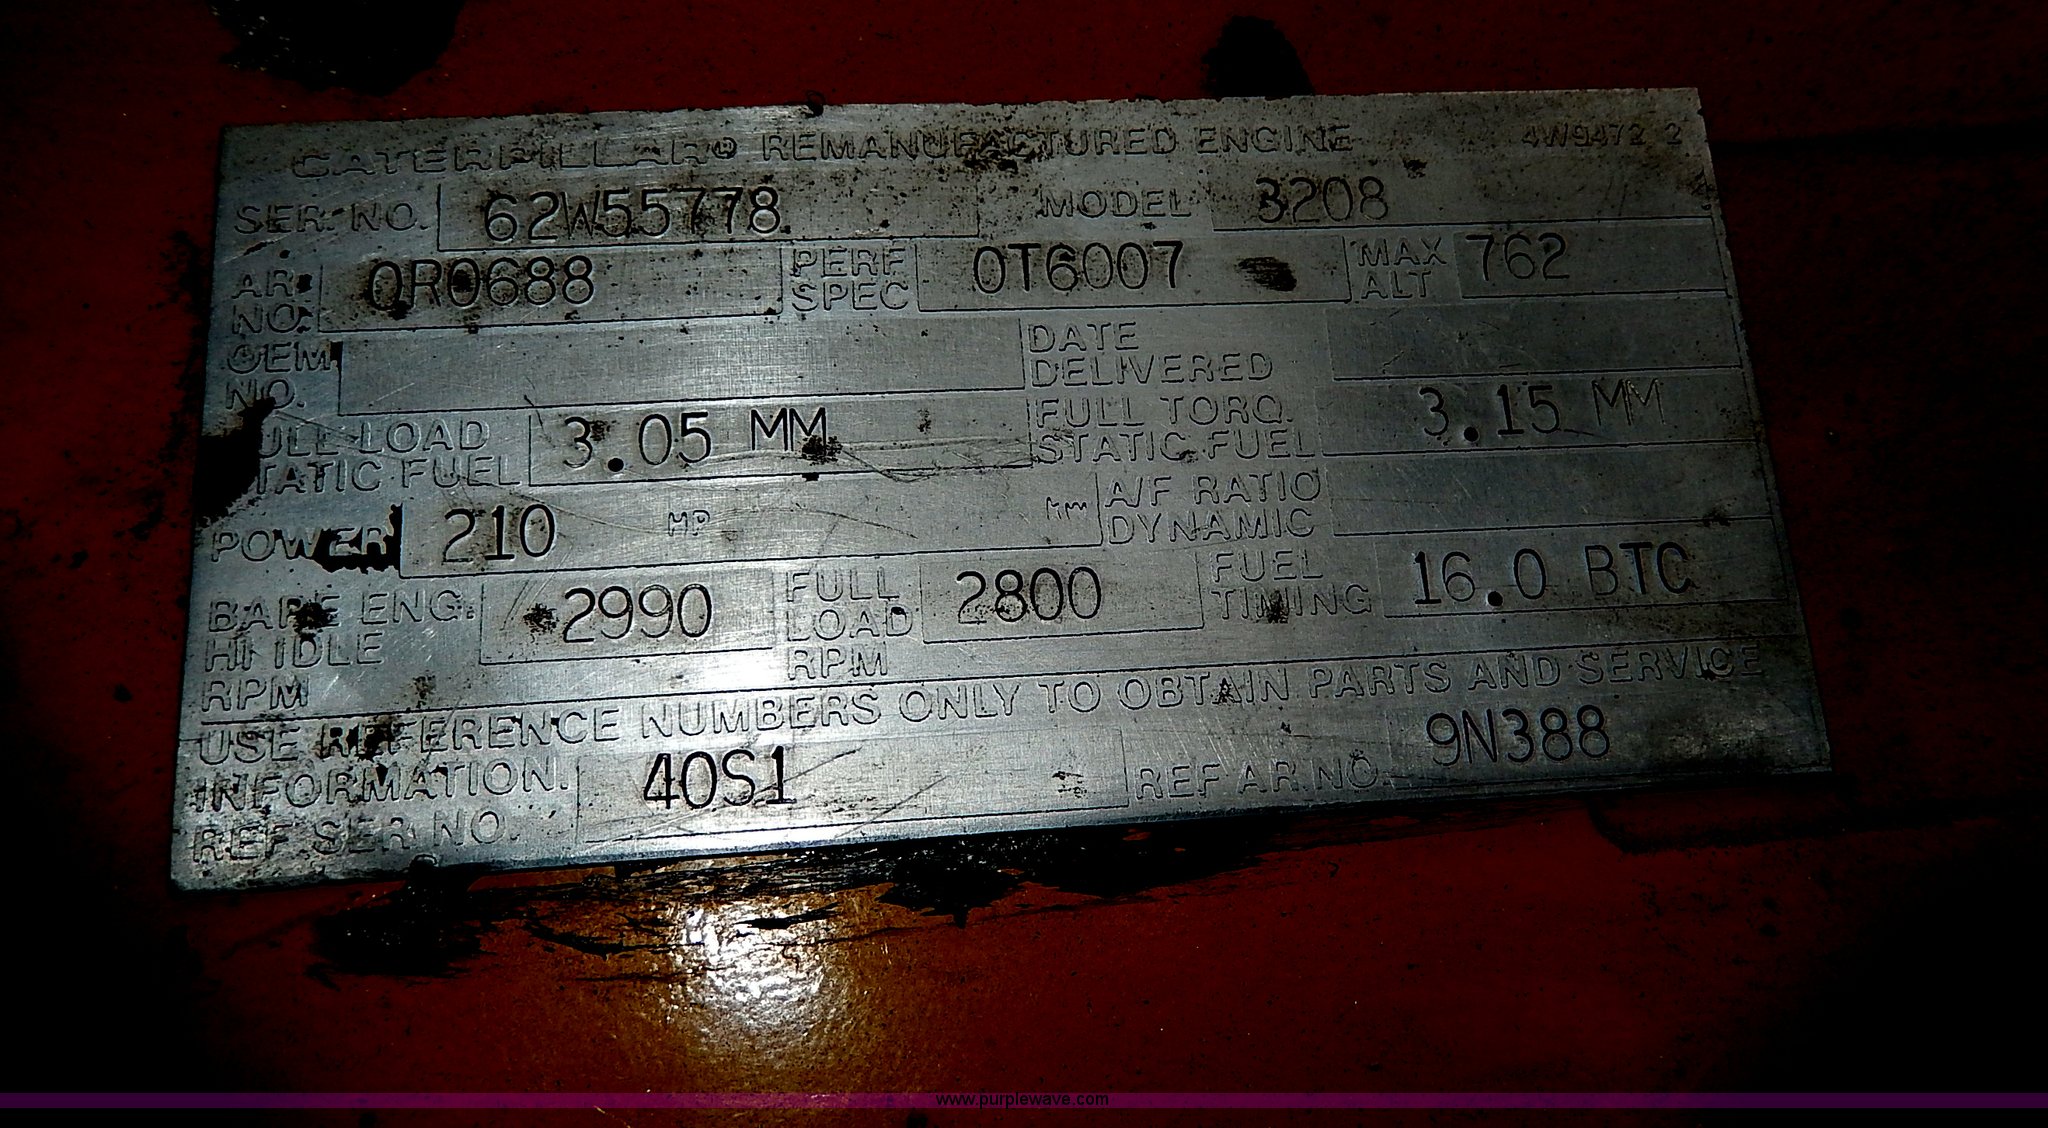 CATERPILLAR® REMANUFACTURED ENGINE 4W9472 2
SER. NO. 62W55778 MODEL 3208
AR. NO. 0R0688 PERF SPEC 0T6007 MAX ALT 762
OEM NO. DATE DELIVERED
FULL LOAD STATIC FUEL 3.05 MM FULL TORQ. STATIC FUEL 3.15 MM
POWER 210 HP A/F RATIO DYNAMIC
BARE ENG. HI IDLE RPM 2990 FULL LOAD RPM 2800 FUEL TIMING 16.0 BTC
USE REFERENCE NUMBERS ONLY TO OBTAIN PARTS AND SERVICE
INFORMATION.
REF. SER. NO. 40S1 REF AR. NO. 9N388
www.purplewave.com